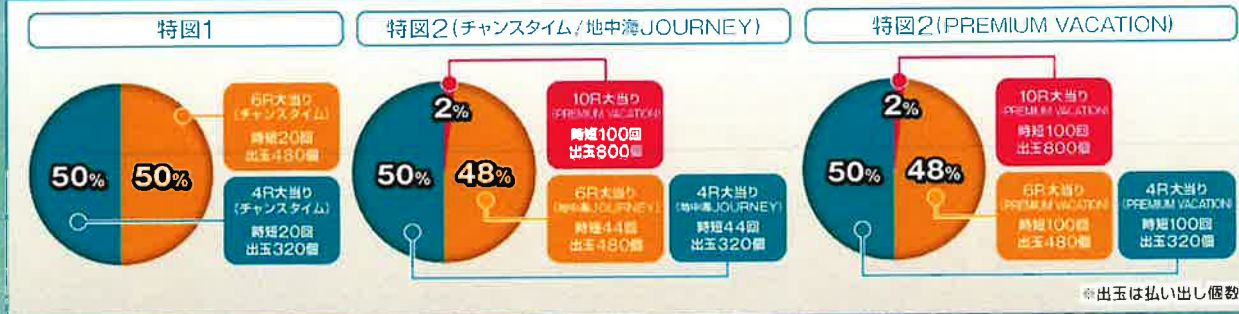 特図1
50%
50%
6R大当り
(チャンスタイム)
時短20回
出玉480個
4R大当り
(チャンスタイム)
時短20回
出玉320個
特図2(チャンスタイム/地中海JOURNEY)
2%
50%
48%
10R大当り
(PREMIUM VACATION)
時短100回
出玉800個
6R大当り
(地中海JOURNEY)
時短44回
出玉480個
4R大当り
(地中海JOURNEY)
時短44回
出玉320個
特図2(PREMIUM VACATION)
2%
50%
48%
10R大当り
(PREMIUM VACATION)
時短100回
出玉800個
6R大当り
(PREMIUM VACATION)
時短100回
出玉480個
4R大当り
(PREMIUM VACATION)
時短100回
出玉320個
※出玉は払い出し個数